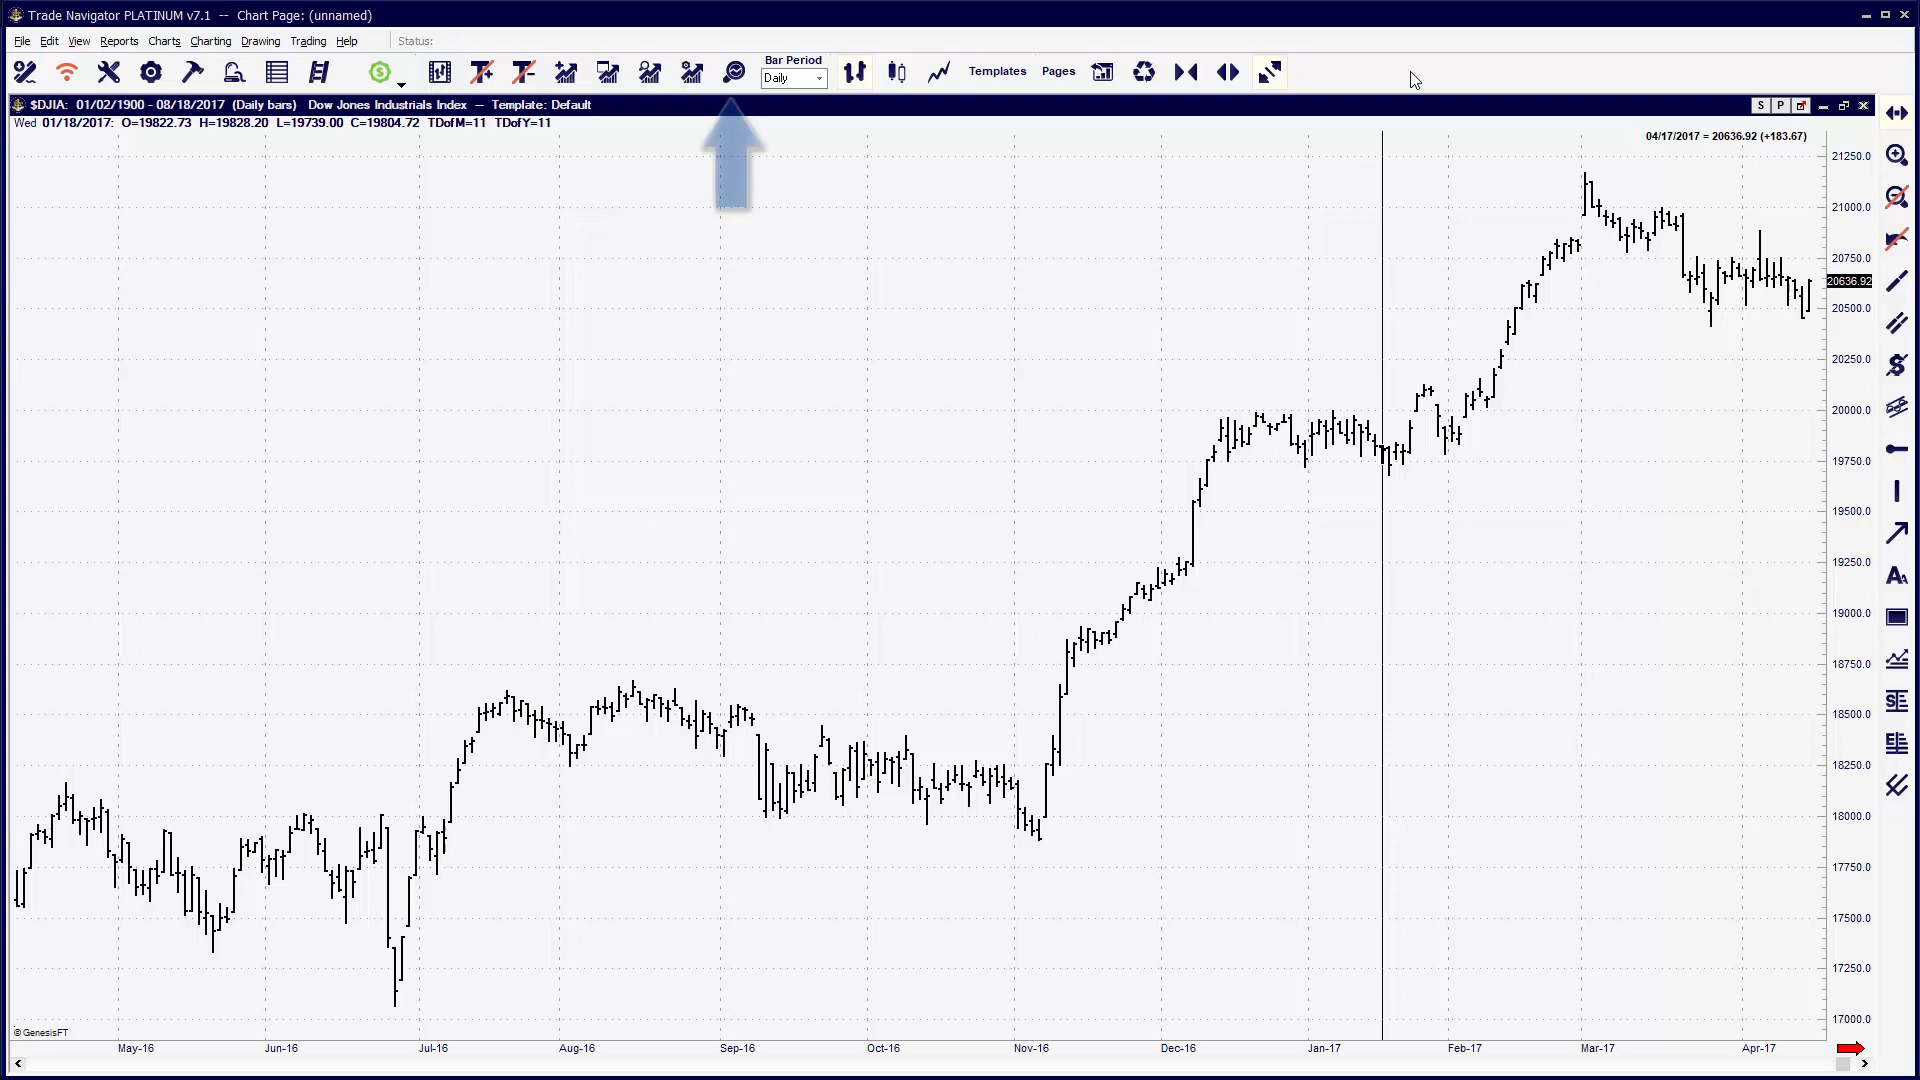 Trade Navigator PLATINUM v7.1 -- Chart Page: (unnamed)
File Edit View Reports Charts Charting Drawing Trading Help Status:
Bar Period
Daily
Templates Pages
$DJIA: 01/02/1900 - 08/18/2017 (Daily bars) Dow Jones Industrials Index — Template: Default
S P
Wed 01/18/2017: O=19822.73 H=19828.20 L=19739.00 C=19804.72 TDofM=11 TDofY=11
04/17/2017 = 20636.92 (+183.67)
21250.0
21000.0
20750.0
20636.92
20500.0
20250.0
20000.0
19750.0
19500.0
19250.0
19000.0
18750.0
18500.0
18250.0
18000.0
17750.0
17500.0
17250.0
17000.0
© GenesisFT
May-16 Jun-16 Jul-16 Aug-16 Sep-16 Oct-16 Nov-16 Dec-16 Jan-17 Feb-17 Mar-17 Apr-17